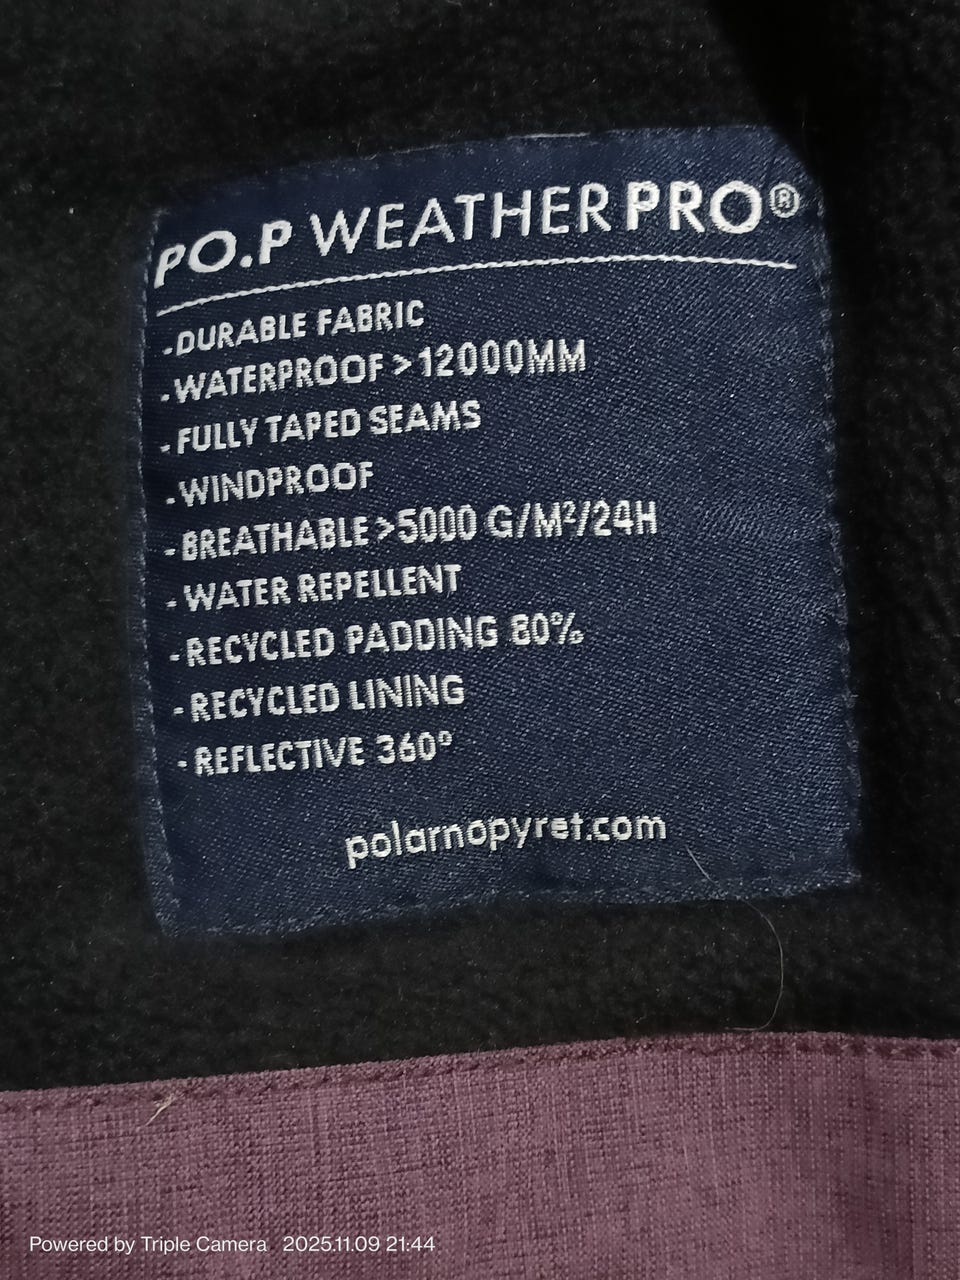 PO.P WEATHERPRO®
-DURABLE FABRIC
-WATERPROOF >12000MM
-FULLY TAPED SEAMS
-WINDPROOF
-BREATHABLE >5000 G/M²/24H
-WATER REPELLENT
-RECYCLED PADDING 80%
-RECYCLED LINING
-REFLECTIVE 360º
polarnopyret.com
Powered by Triple Camera 2025.11.09 21:44